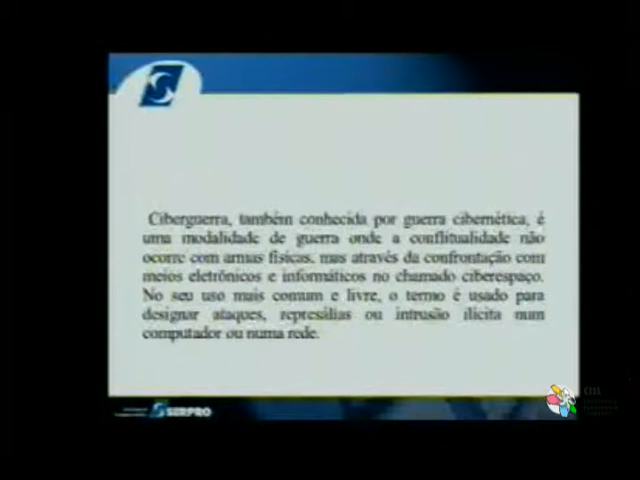 Ciberguerra, também conhecida por guerra cibernética, é
uma modalidade de guerra onde a conflitualidade não
ocorre com armas físicas, mas através da confrontação com
meios eletrônicos e informáticos no chamado ciberespaço.
No seu uso mais comum e livre, o termo é usado para
designar ataques, represálias ou intrusão ilícita num
computador ou numa rede.
SERPRO